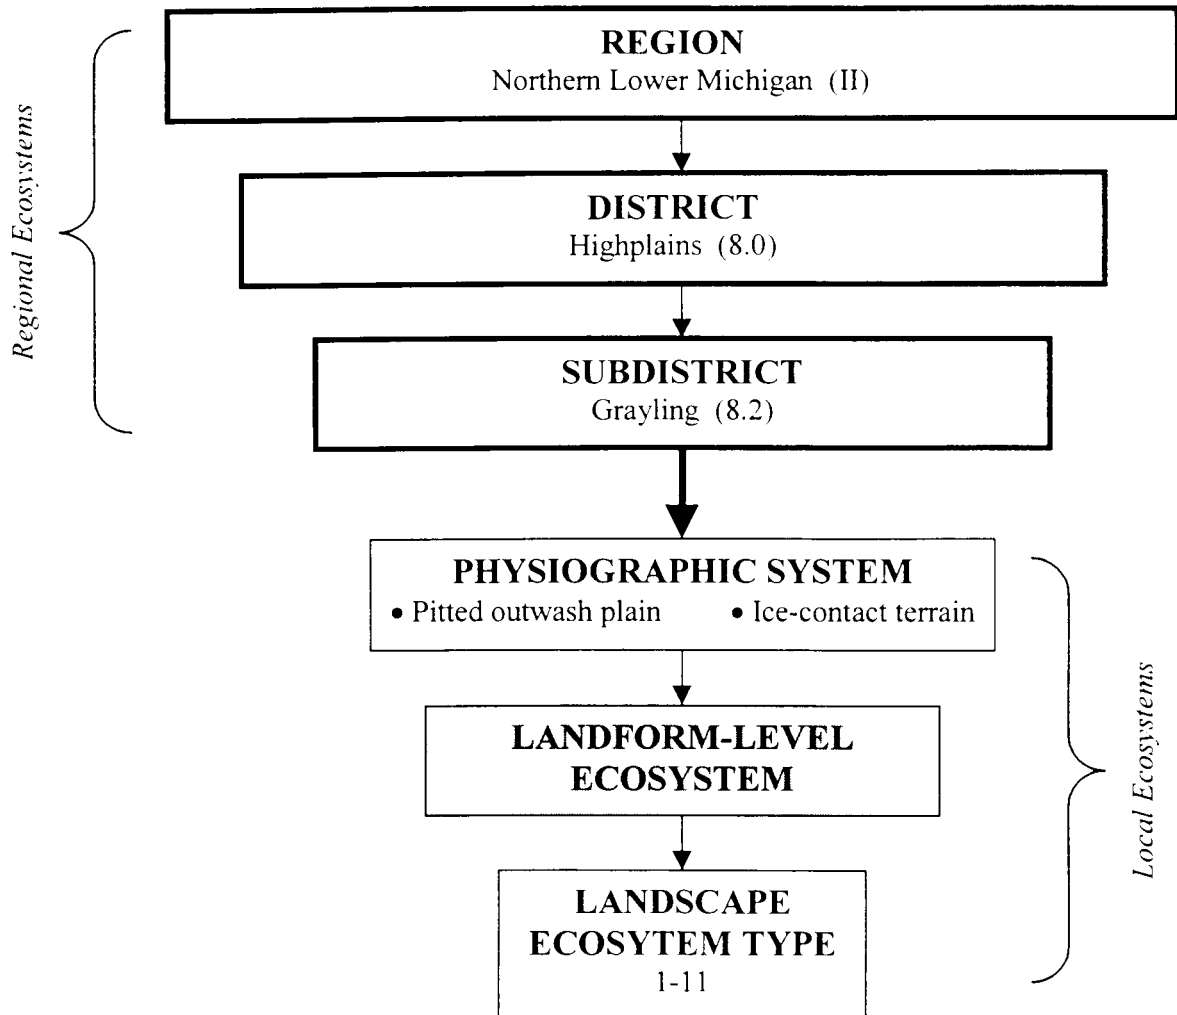 REGION
Northern Lower Michigan (II)
DISTRICT
Highplains (8.0)
SUBDISTRICT
Grayling (8.2)
Regional Ecosystems
PHYSIOGRAPHIC SYSTEM
• Pitted outwash plain • Ice-contact terrain
LANDFORM-LEVEL
ECOSYSTEM
LANDSCAPE
ECOSYTEM TYPE
1-11
Local Ecosystems